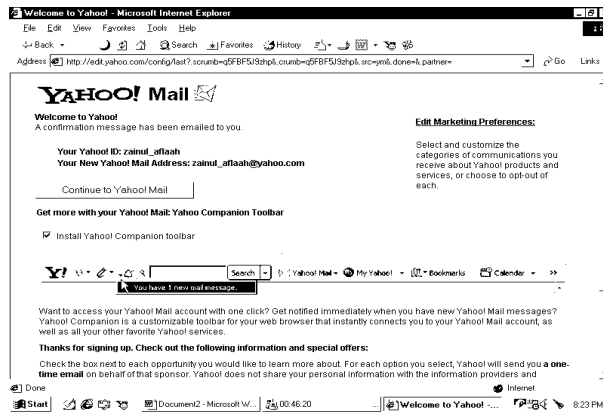 Welcome to Yahoo! - Microsoft Internet Explorer
File Edit View Favorites Tools Help
Back Search Favorites History
Address http://edit.yahoo.com/config/last?.scrumb=q5FBF5J9zhp&.crumb=q5FBF5J9zhp&.src=ym&.done=&.partner= Go Links
YAHOO! Mail
Welcome to Yahoo!
A confirmation message has been emailed to you.
Your Yahoo! ID: zainul_aflaah
Your New Yahoo! Mail Address: zainul_aflaah@yahoo.com
Continue to Yahoo! Mail
Edit Marketing Preferences:
Select and customize the
categories of communications you
receive about Yahoo! products and
services, or choose to opt-out of
each.
Get more with your Yahoo! Mail: Yahoo Companion Toolbar
Install Yahoo! Companion toolbar
Y! Search Yahoo! Mail My Yahoo! Bookmarks Calendar »
You have 1 new mail message.
Want to access your Yahoo! Mail account with one click? Get notified immediately when you have new Yahoo! Mail messages?
Yahoo! Companion is a customizable toolbar for your web browser that instantly connects you to your Yahoo! Mail account, as
well as all your other favorite Yahoo! services.
Thanks for signing up. Check out the following information and special offers:
Check the box next to each opportunity you would like to learn more about. For each option you select, Yahoo! will send you a one-
time email on behalf of that sponsor. Yahoo! does not share your personal information with the information providers and
Done Internet
Start Document2 - Microsoft W... 00:46:20 ... Welcome to Yahoo! -... 8:23 PM